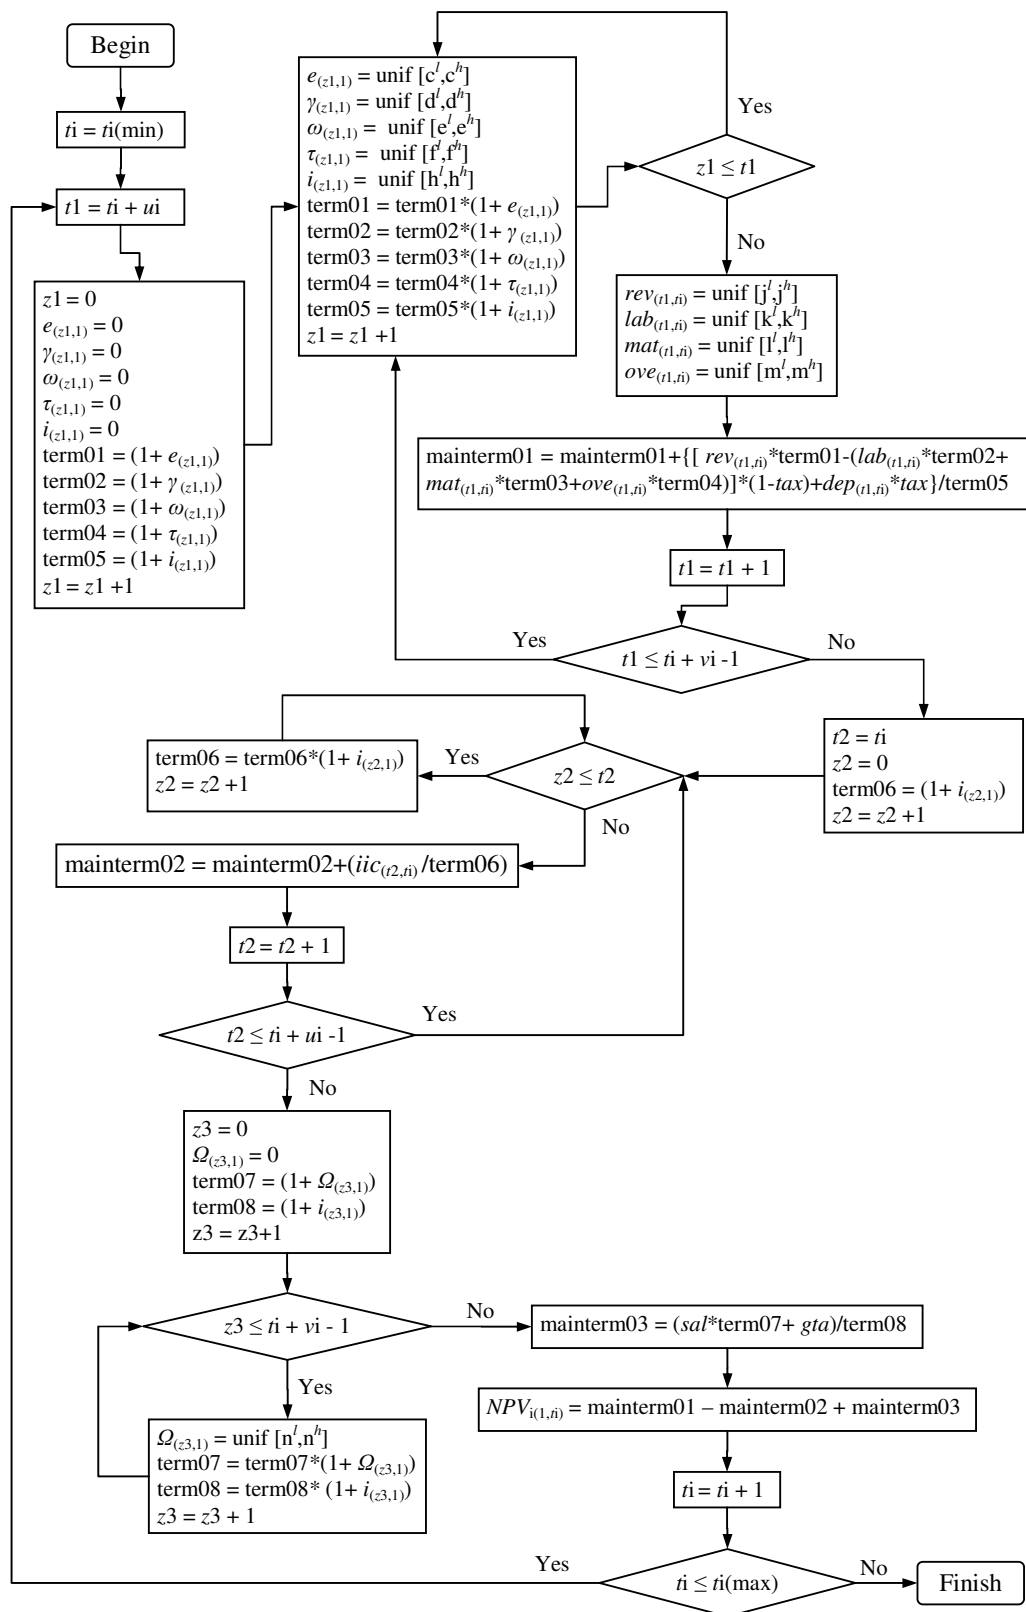 Begin
ti = ti(min)
t1 = ti + ui
z1 = 0
e(z1,1) = 0
γ(z1,1) = 0
ω(z1,1) = 0
τ(z1,1) = 0
i(z1,1) = 0
term01 = (1+ e(z1,1))
term02 = (1+ γ(z1,1))
term03 = (1+ ω(z1,1))
term04 = (1+ τ(z1,1))
term05 = (1+ i(z1,1))
z1 = z1 +1
e(z1,1) = unif [c^l,c^h]
γ(z1,1) = unif [d^l,d^h]
ω(z1,1) = unif [e^l,e^h]
τ(z1,1) = unif [f^l,f^h]
i(z1,1) = unif [h^l,h^h]
term01 = term01*(1+ e(z1,1))
term02 = term02*(1+ γ(z1,1))
term03 = term03*(1+ ω(z1,1))
term04 = term04*(1+ τ(z1,1))
term05 = term05*(1+ i(z1,1))
z1 = z1 +1
Yes
z1 ≤ t1
No
rev(t1,ti) = unif [j^l,j^h]
lab(t1,ti) = unif [k^l,k^h]
mat(t1,ti) = unif [l^l,l^h]
ove(t1,ti) = unif [m^l,m^h]
mainterm01 = mainterm01+{[ rev(t1,ti)*term01-(lab(t1,ti)*term02+
mat(t1,ti)*term03+ove(t1,ti)*term04)]*(1-tax)+dep(t1,ti)*tax}/term05
t1 = t1 + 1
Yes
t1 ≤ ti + vi -1
No
t2 = ti
z2 = 0
term06 = (1+ i(z2,1))
z2 = z2 +1
term06 = term06*(1+ i(z2,1))
z2 = z2 +1
Yes
z2 ≤ t2
No
mainterm02 = mainterm02+(iic(t2,ti)/term06)
t2 = t2 + 1
t2 ≤ ti + ui -1
Yes
No
z3 = 0
Ω(z3,1) = 0
term07 = (1+ Ω(z3,1))
term08 = (1+ i(z3,1))
z3 = z3+1
z3 ≤ ti + vi - 1
No
Yes
Ω(z3,1) = unif [n^l,n^h]
term07 = term07*(1+ Ω(z3,1))
term08 = term08* (1+ i(z3,1))
z3 = z3 + 1
mainterm03 = (sal*term07+ gta)/term08
NPVi(1,ti) = mainterm01 – mainterm02 + mainterm03
ti = ti + 1
Yes
ti ≤ ti(max)
No
Finish